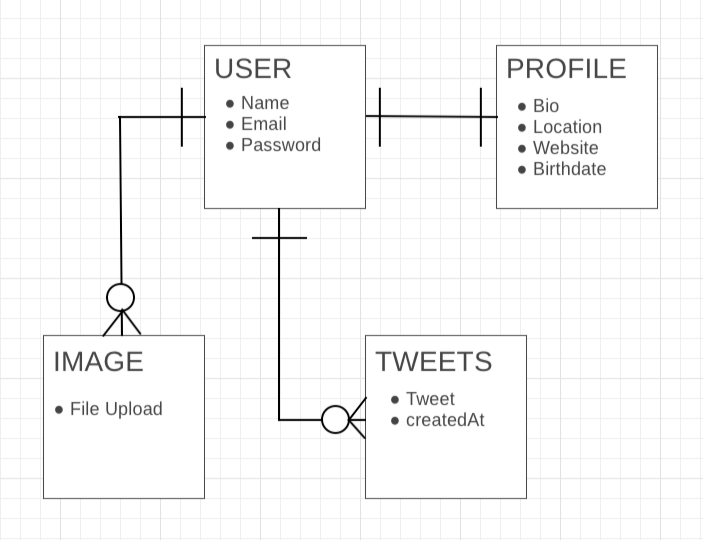 USER
● Name
● Email
● Password
PROFILE
● Bio
● Location
● Website
● Birthdate
IMAGE
● File Upload
TWEETS
● Tweet
● createdAt